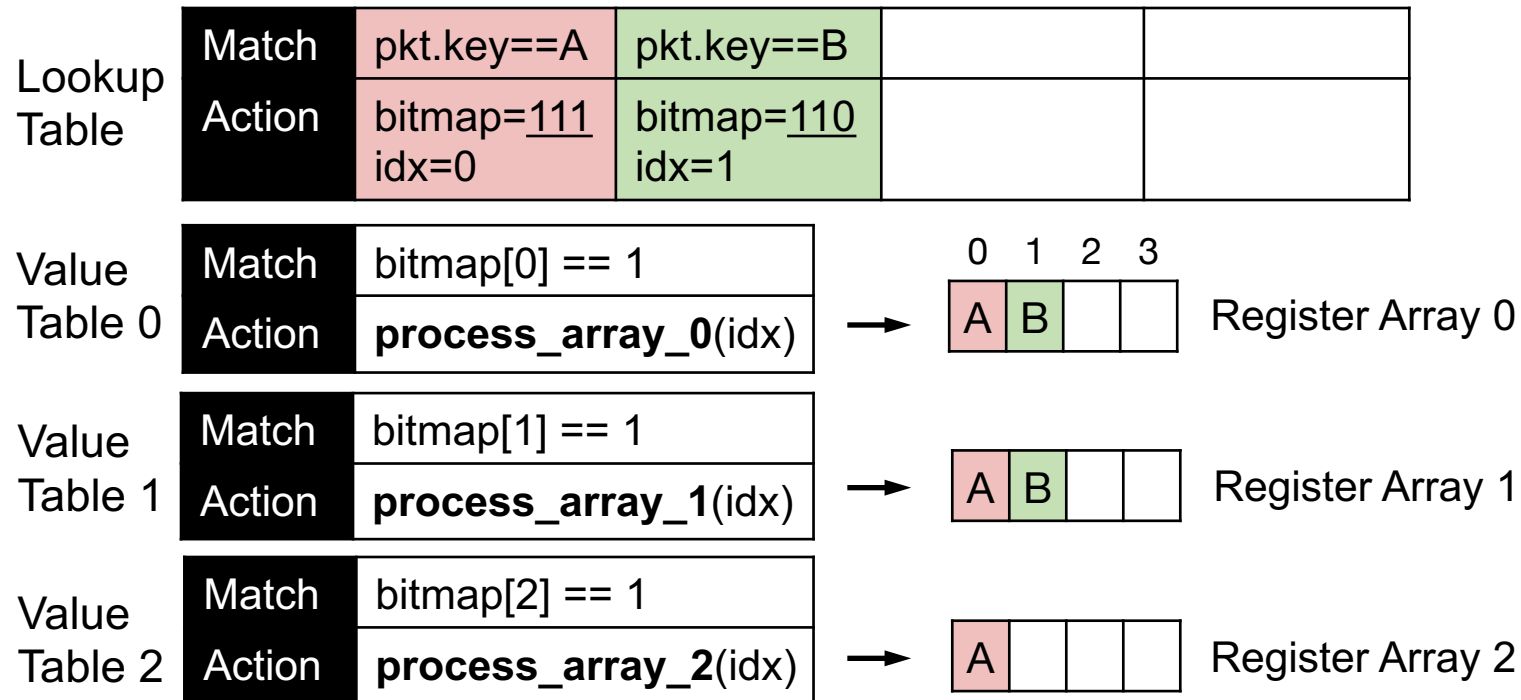 Lookup
Table
Match pkt.key==A pkt.key==B
Action bitmap=111 bitmap=110
idx=0 idx=1
Value
Table 0
Match bitmap[0] == 1
Action process_array_0(idx)
0 1 2 3
A B
Register Array 0
Value
Table 1
Match bitmap[1] == 1
Action process_array_1(idx)
A B
Register Array 1
Value
Table 2
Match bitmap[2] == 1
Action process_array_2(idx)
A
Register Array 2